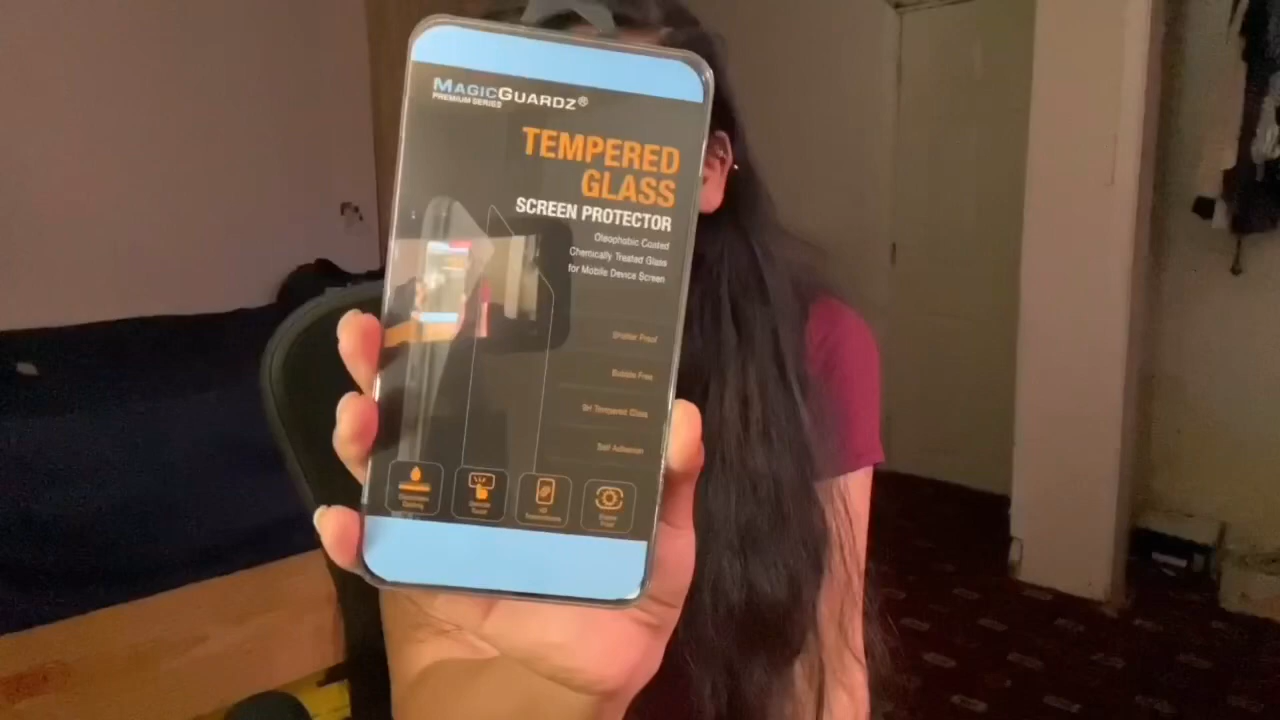 MAGICGUARDZ®
PREMIUM SERIES
TEMPERED
GLASS
SCREEN PROTECTOR
Oleophobic Coated
Chemically Treated Glass
for Mobile Device Screen
Shatter Proof
Bubble Free
9H Tempered Glass
Self Adhesion
Proof